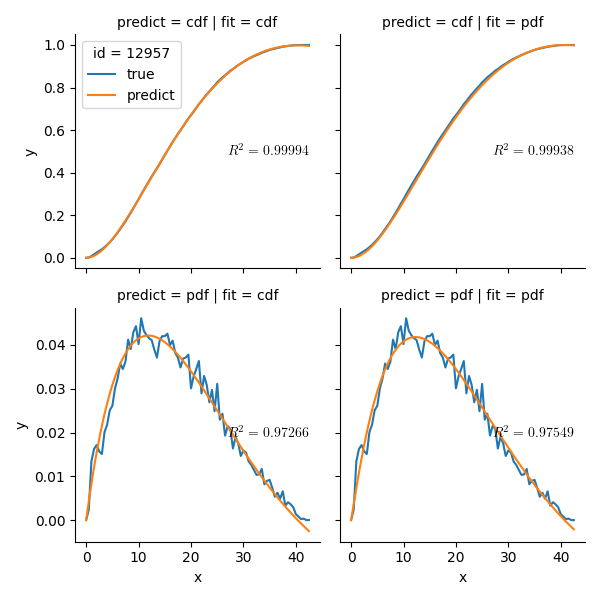 predict = cdf | fit = cdf
predict = cdf | fit = pdf
y
1.0
0.8
0.6
0.4
0.2
0.0
id = 12957
true
predict
R² = 0.99994
R² = 0.99938
predict = pdf | fit = cdf
predict = pdf | fit = pdf
y
0.04
0.03
0.02
0.01
0.00
R² = 0.97266
R² = 0.97549
0 10 20 30 40
0 10 20 30 40
x
x